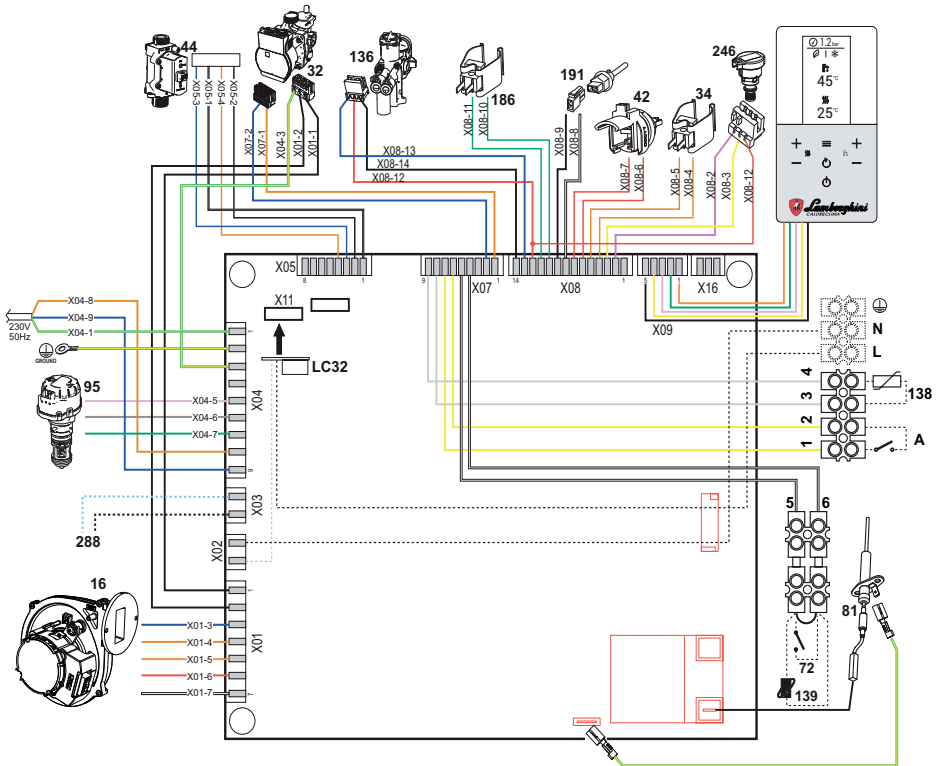 44
32
136
186
191
42
34
246
1.2bar
45°C
25°C
Lamborghini
CALORECLIMA
X05-3
X05-1
X05-4
X05-2
X07-2
X07-1
X04-3
X01-2
X01-1
X08-13
X08-14
X08-12
X08-11
X08-10
X08-9
X08-8
X08-7
X08-6
X08-5
X08-4
X08-2
X08-3
X08-12
X05
8
1
9
X07
1
14
X08
1
5
X09
1
X16
X11
LC32
X04-8
X04-9
X04-1
230V
50Hz
GROUND
95
X04-5
X04-6
X04-7
1
X04
9
X03
288
X02
16
1
X01-3
X01-4
X01-5
X01-6
X01-7
X01
7
N
L
4
3
2
1
138
A
5
6
72
139
81